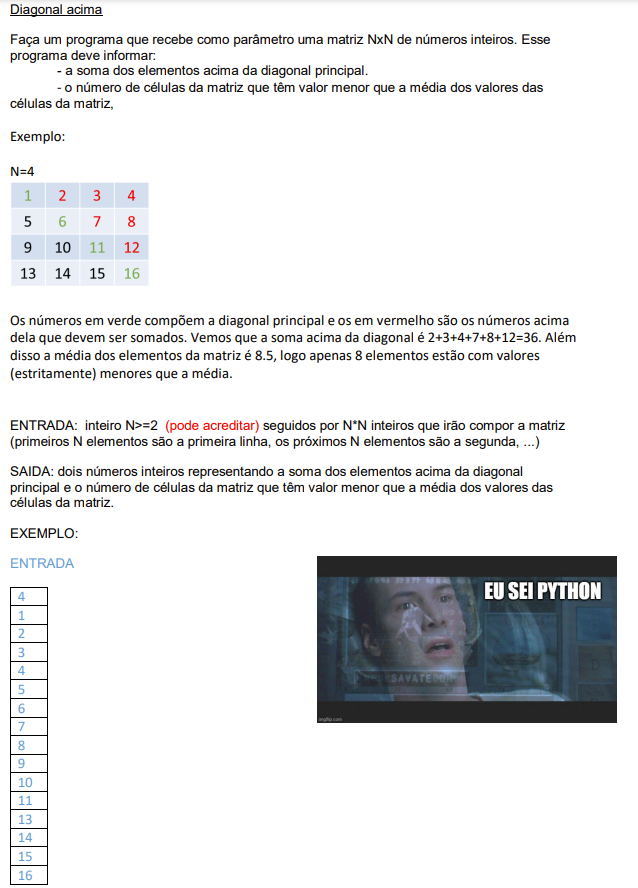 Diagonal acima
Faça um programa que recebe como parâmetro uma matriz NxN de números inteiros. Esse
programa deve informar:
- a soma dos elementos acima da diagonal principal.
- o número de células da matriz que têm valor menor que a média dos valores das
células da matriz,
Exemplo:
N=4
1 2 3 4
5 6 7 8
9 10 11 12
13 14 15 16
Os números em verde compõem a diagonal principal e os em vermelho são os números acima
dela que devem ser somados. Vemos que a soma acima da diagonal é 2+3+4+7+8+12=36. Além
disso a média dos elementos da matriz é 8.5, logo apenas 8 elementos estão com valores
(estritamente) menores que a média.
ENTRADA: inteiro N>=2 (pode acreditar) seguidos por N*N inteiros que irão compor a matriz
(primeiros N elementos são a primeira linha, os próximos N elementos são a segunda, ...)
SAIDA: dois números inteiros representando a soma dos elementos acima da diagonal
principal e o número de células da matriz que têm valor menor que a média dos valores das
células da matriz.
EXEMPLO:
ENTRADA
4
1
2
3
4
5
6
7
8
9
10
11
13
14
15
16
EU SEI PYTHON
imgflip.com